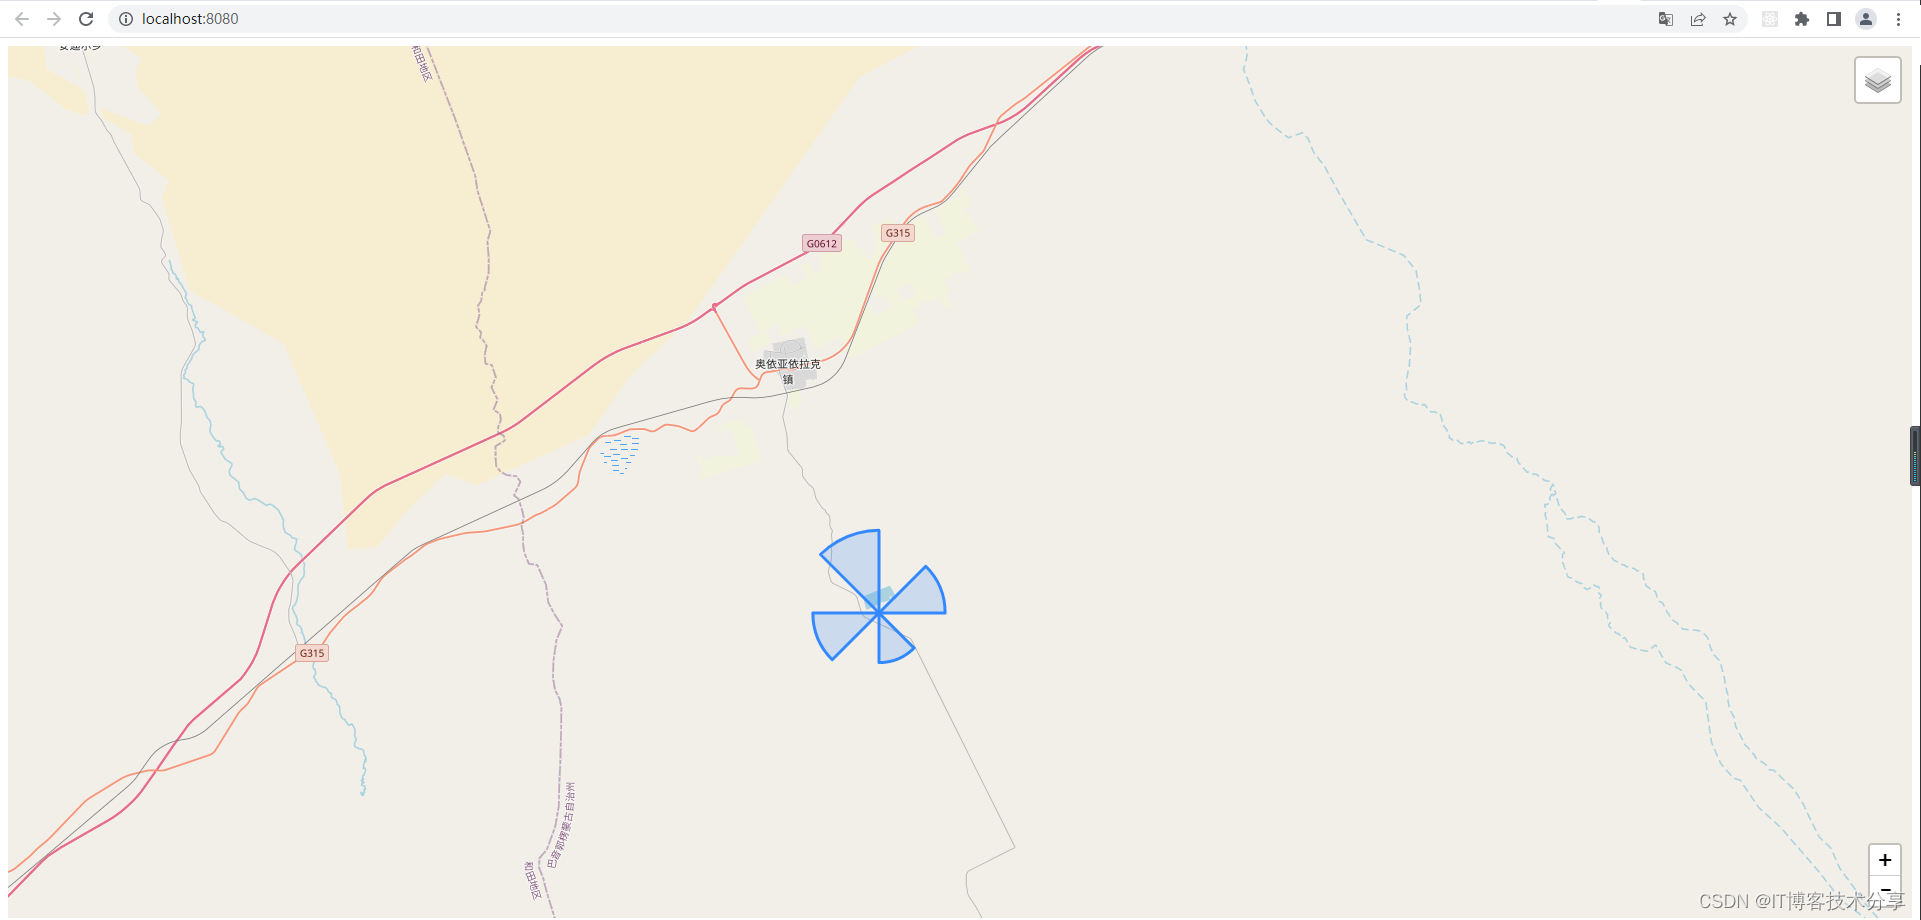 localhost:8080
和田地区
G0612
G315
奥依亚依拉克
镇
G315
巴音郭楞蒙古自治州
和田地区
+
−
CSDN @IT博客技术分享